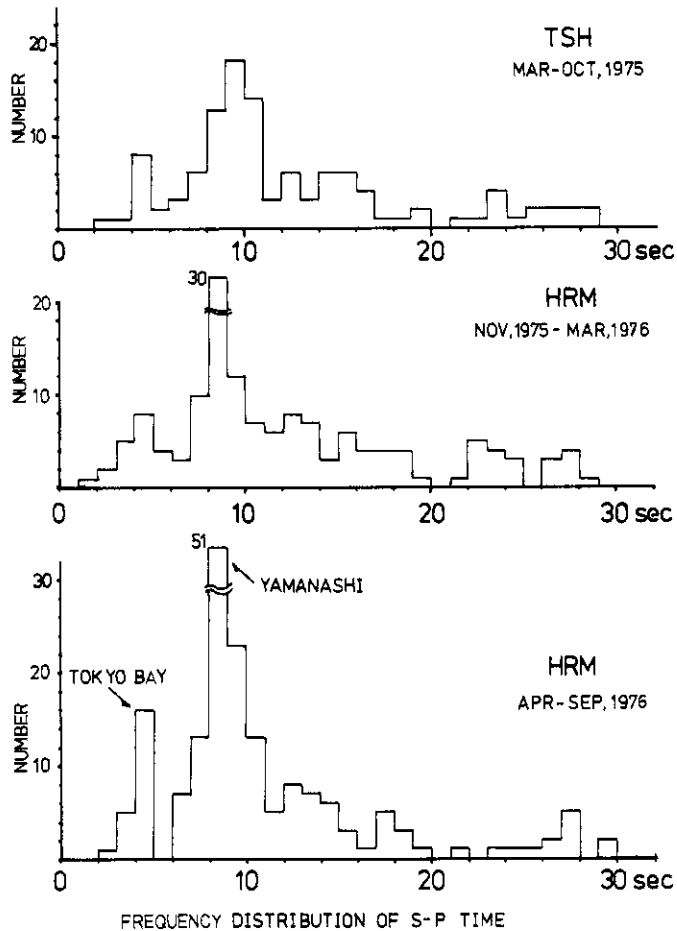 TSH
MAR-OCT, 1975
NUMBER
20
10
0 10 20 30 sec
30
HRM
NOV, 1975 - MAR, 1976
NUMBER
20
10
0 10 20 30 sec
51
YAMANASHI
TOKYO BAY
HRM
APR-SEP, 1976
NUMBER
30
20
10
0 10 20 30 sec
FREQUENCY DISTRIBUTION OF S-P TIME